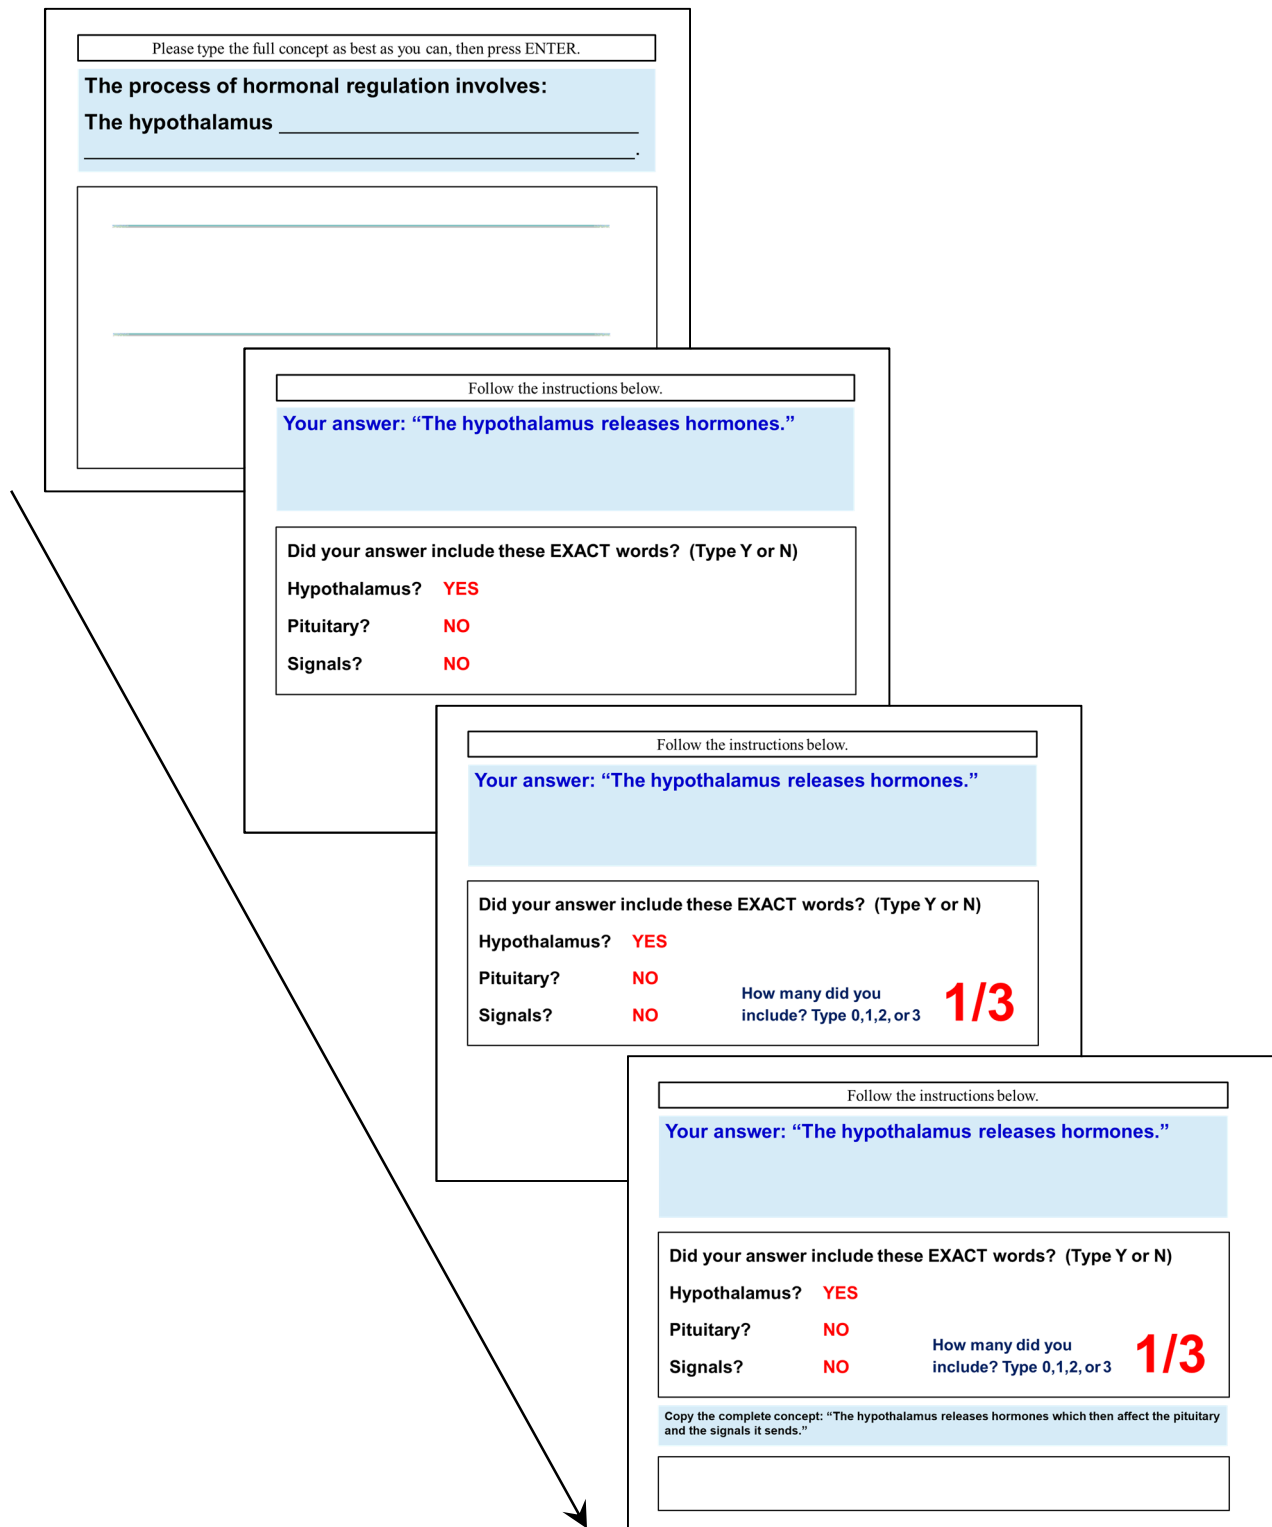 Please type the full concept as best as you can, then press ENTER.
The process of hormonal regulation involves:
The hypothalamus ______________________________
______________________________________________.
Follow the instructions below.
Your answer: “The hypothalamus releases hormones.”
Did your answer include these EXACT words?  (Type Y or N)
Hypothalamus? YES
Pituitary? NO
Signals? NO
Follow the instructions below.
Your answer: “The hypothalamus releases hormones.”
Did your answer include these EXACT words?  (Type Y or N)
Hypothalamus? YES
Pituitary? NO
Signals? NO
How many did you
include? Type 0,1,2, or 3
1/3
Follow the instructions below.
Your answer: “The hypothalamus releases hormones.”
Did your answer include these EXACT words?  (Type Y or N)
Hypothalamus? YES
Pituitary? NO
Signals? NO
How many did you
include? Type 0,1,2, or 3
1/3
Copy the complete concept: “The hypothalamus releases hormones which then affect the pituitary
and the signals it sends.”